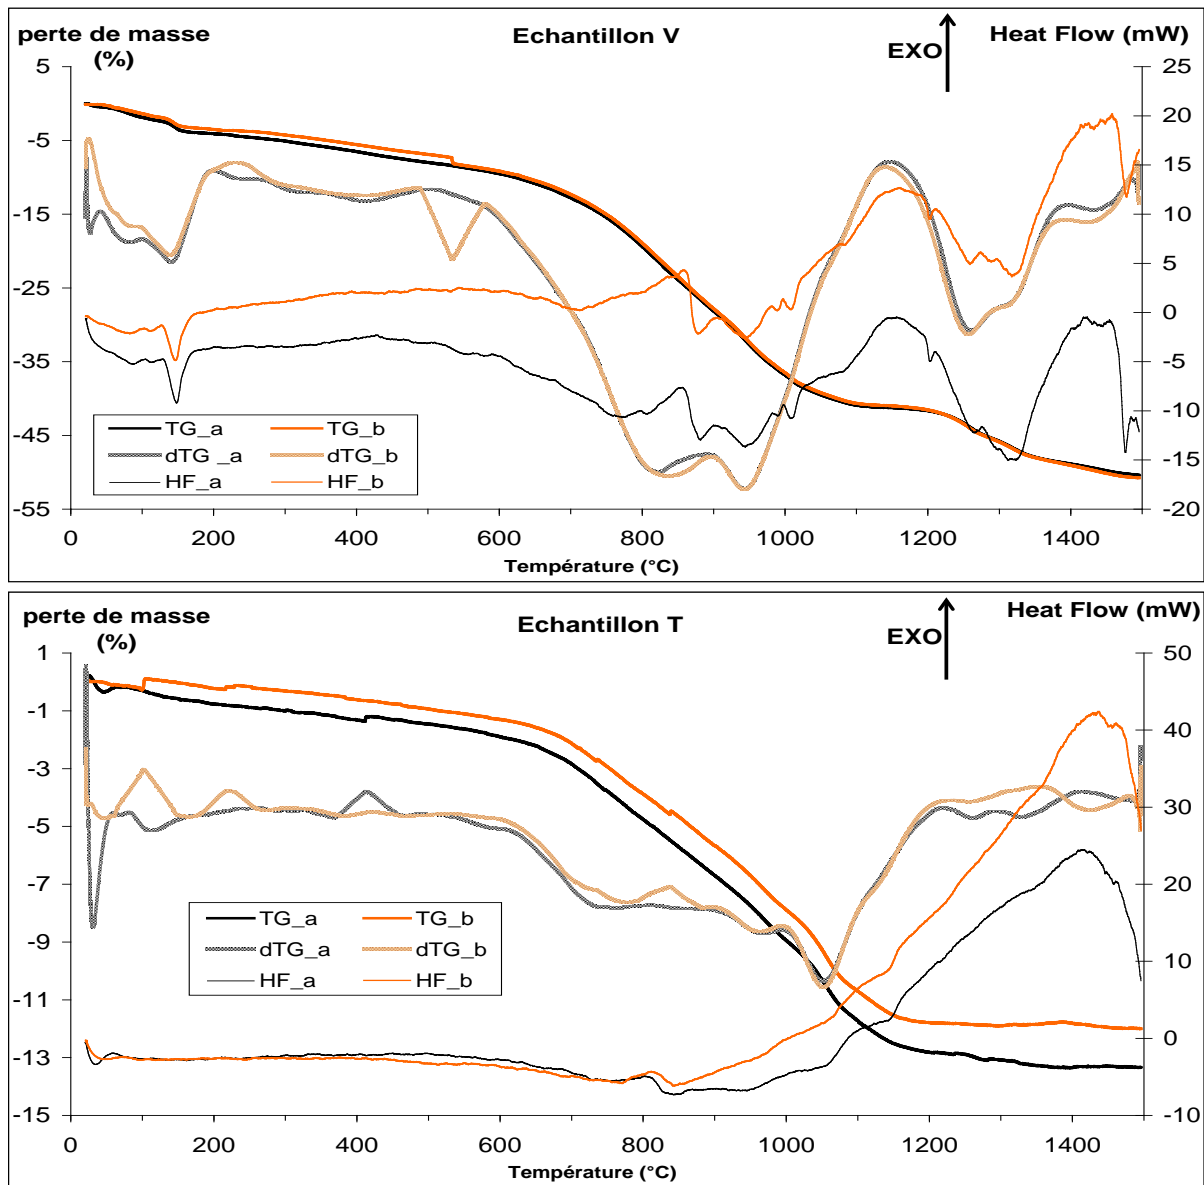 perte de masse
(%)
Echantillon V
EXO
Heat Flow (mW)
5
-5
-15
-25
-35
-45
-55
25
20
15
10
5
0
-5
-10
-15
-20
TG_a TG_b
dTG _a dTG_b
HF_a HF_b
0 200 400 600 800 1000 1200 1400
Température (°C)
perte de masse
(%)
Echantillon T
EXO
Heat Flow (mW)
1
-1
-3
-5
-7
-9
-11
-13
-15
50
40
30
20
10
0
-10
TG_a TG_b
dTG_a dTG_b
HF_a HF_b
0 200 400 600 800 1000 1200 1400
Température (°C)